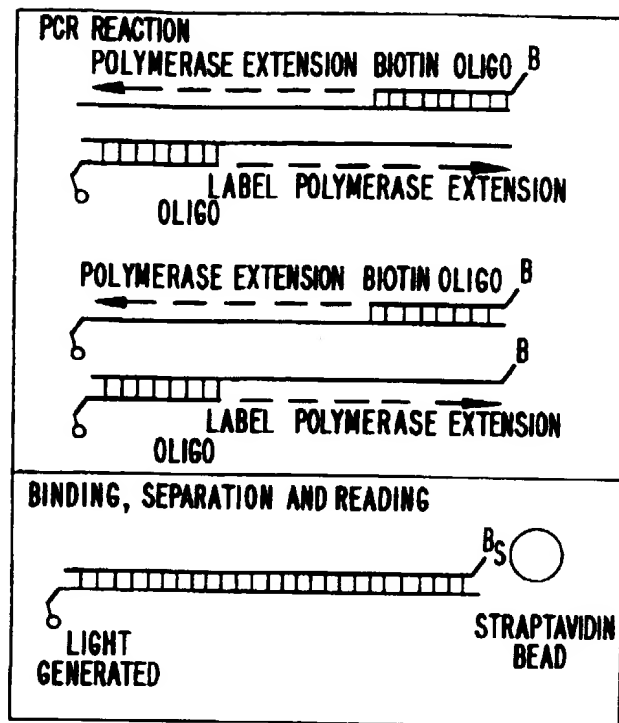 PCR REACTION
POLYMERASE EXTENSION BIOTIN OLIGO B
LABEL POLYMERASE EXTENSION
OLIGO
POLYMERASE EXTENSION BIOTIN OLIGO B
B
LABEL POLYMERASE EXTENSION
OLIGO
BINDING, SEPARATION AND READING
BS
LIGHT
GENERATED
STRAPTAVIDIN
BEAD